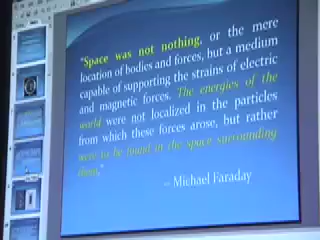 "Space was not nothing, or the mere
location of bodies and forces, but a medium
capable of supporting the strains of electric
and magnetic forces. The energies of the
world were not localized in the particles
from which these forces arose, but rather
were to be found in the space surrounding
them."
– Michael Faraday